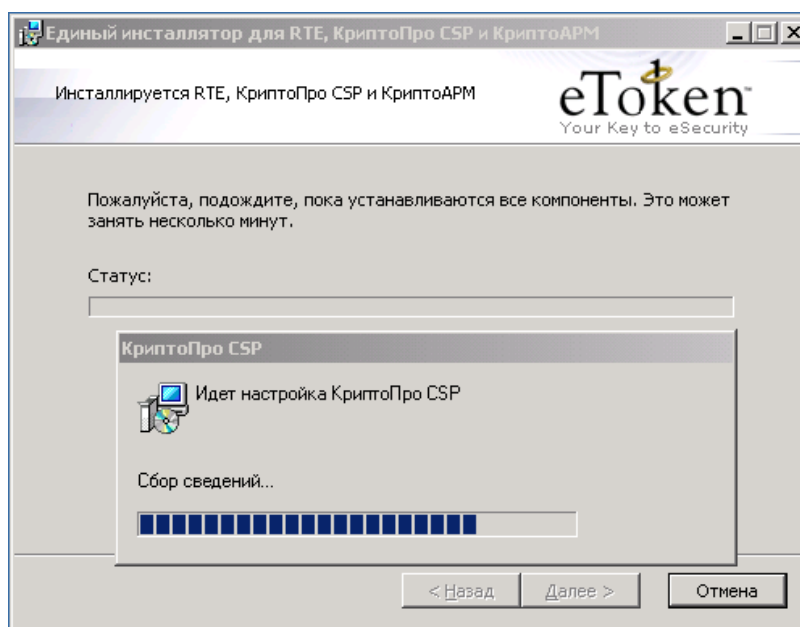 Единый инсталлятор для RTE, КриптоПро CSP и КриптоАРМ
Инсталлируется RTE, КриптоПро CSP и КриптоАРМ
eToken™
Your Key to eSecurity
Пожалуйста, подождите, пока устанавливаются все компоненты. Это может
занять несколько минут.
Статус:
КриптоПро CSP
Идет настройка КриптоПро CSP
Сбор сведений...
< Назад
Далее >
Отмена